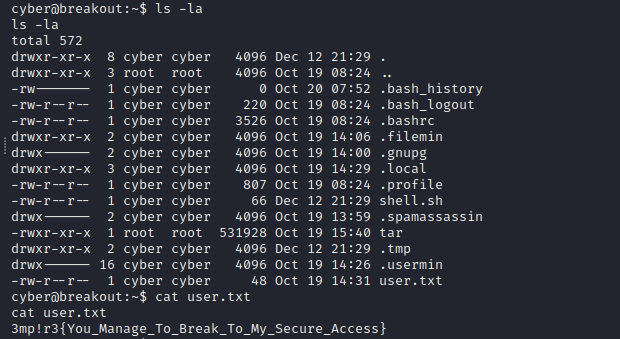 cyber@breakout:~$ ls -la
ls -la
total 572
drwxr-xr-x  8 cyber cyber   4096 Dec 12 21:29 .
drwxr-xr-x  3 root  root    4096 Oct 19 08:24 ..
-rw-------  1 cyber cyber      0 Oct 20 07:52 .bash_history
-rw-r--r--  1 cyber cyber    220 Oct 19 08:24 .bash_logout
-rw-r--r--  1 cyber cyber   3526 Oct 19 08:24 .bashrc
drwxr-xr-x  2 cyber cyber   4096 Oct 19 14:06 .filemin
drwx------  2 cyber cyber   4096 Oct 19 14:00 .gnupg
drwxr-xr-x  3 cyber cyber   4096 Oct 19 14:29 .local
-rw-r--r--  1 cyber cyber    807 Oct 19 08:24 .profile
-rw-r--r--  1 cyber cyber     66 Dec 12 21:29 shell.sh
drwx------  2 cyber cyber   4096 Oct 19 13:59 .spamassassin
-rwxr-xr-x  1 root  root  531928 Oct 19 15:40 tar
drwxr-xr-x  2 cyber cyber   4096 Dec 12 21:29 .tmp
drwx------ 16 cyber cyber   4096 Oct 19 14:26 .usermin
-rw-r--r--  1 cyber cyber     48 Oct 19 14:31 user.txt
cyber@breakout:~$ cat user.txt
cat user.txt
3mp!r3{You_Manage_To_Break_To_My_Secure_Access}